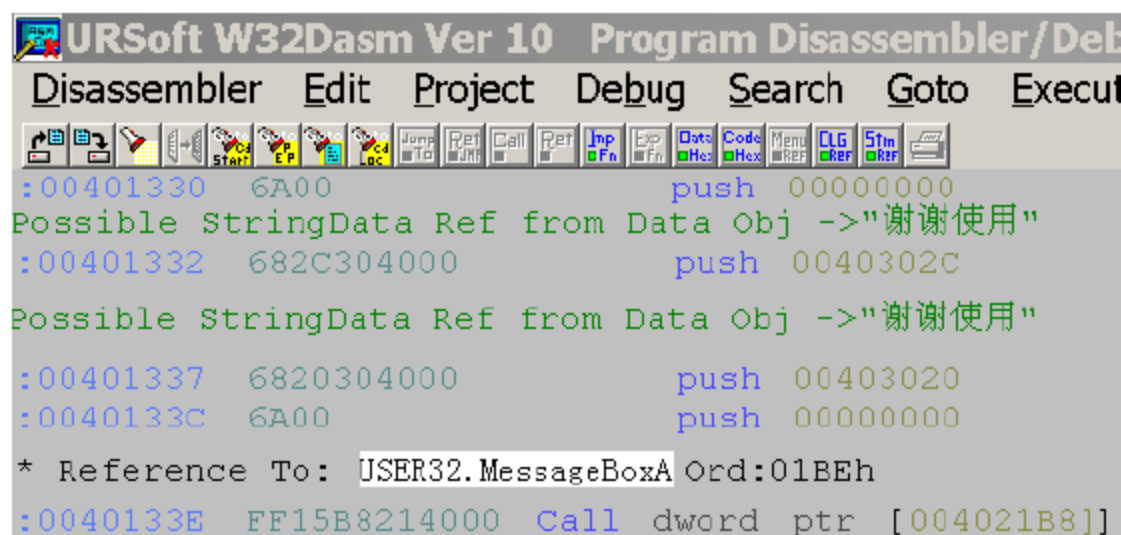 URSoft W32Dasm Ver 10 Program Disassembler/Deb
Disassembler Edit Project Debug Search Goto Execut
:00401330 6A00 push 00000000
Possible StringData Ref from Data Obj ->"谢谢使用"
:00401332 682C304000 push 0040302C
Possible StringData Ref from Data Obj ->"谢谢使用"
:00401337 6820304000 push 00403020
:0040133C 6A00 push 00000000
* Reference To: USER32.MessageBoxA Ord:01BEh
:0040133E FF15B8214000 Call dword ptr [004021B8]]